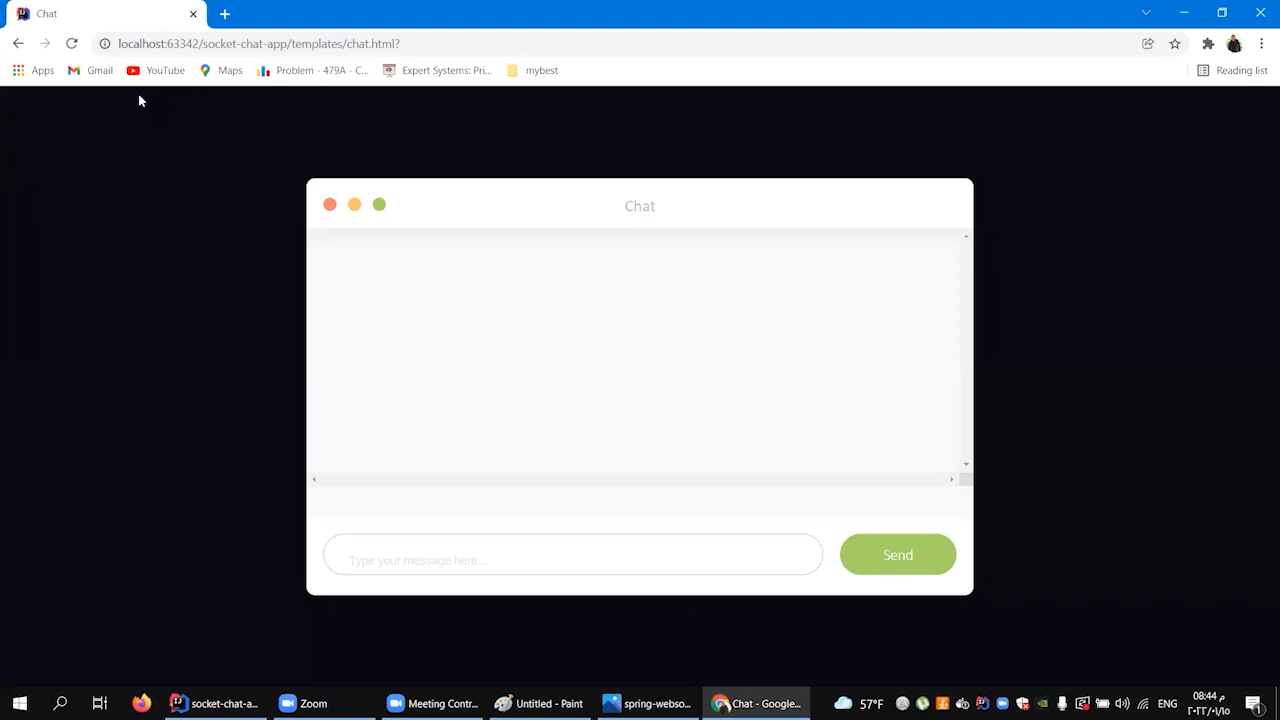 Chat
localhost:63342/socket-chat-app/templates/chat.html?
Apps Gmail YouTube Maps Problem - 479A - C... Expert Systems: Pri... mybest Reading list
Chat
Type your message here...
Send
socket-chat-a... Zoom Meeting Contr... Untitled - Paint spring-webso... Chat - Google... 57°F ENG
08:44 م